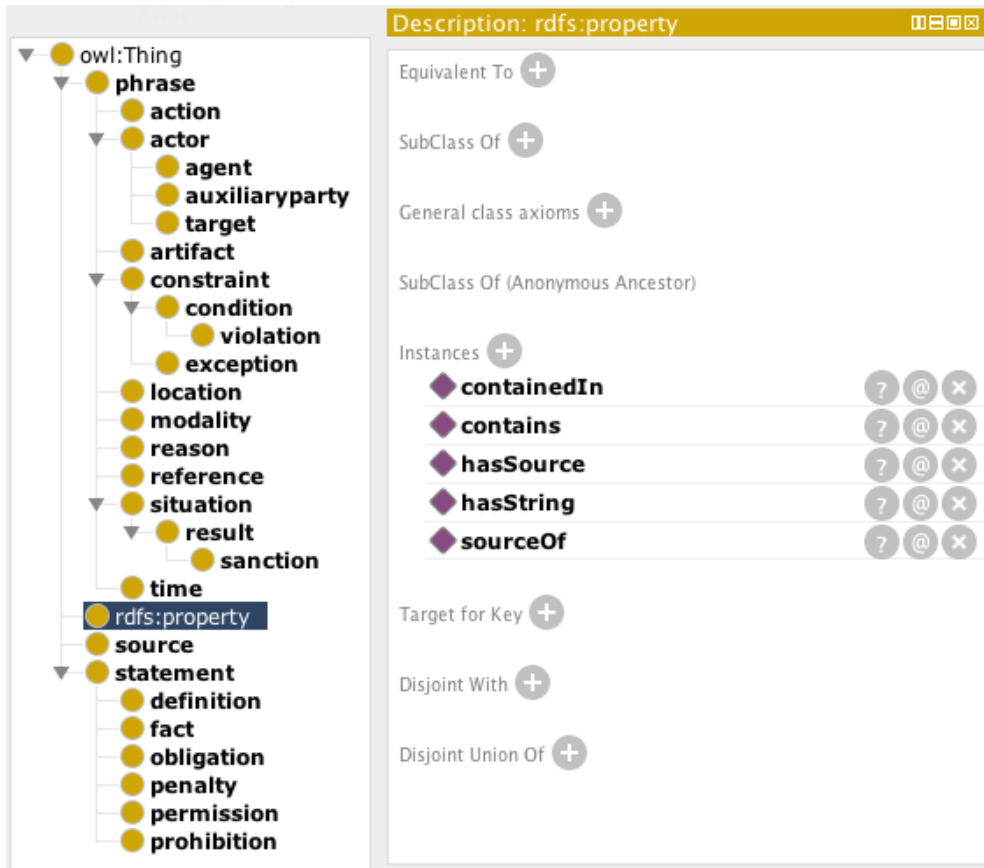 owl:Thing
phrase
action
actor
agent
auxiliaryparty
target
artifact
constraint
condition
violation
exception
location
modality
reason
reference
situation
result
sanction
time
rdfs:property
source
statement
definition
fact
obligation
penalty
permission
prohibition
Description: rdfs:property
Equivalent To
SubClass Of
General class axioms
SubClass Of (Anonymous Ancestor)
Instances
containedIn
contains
hasSource
hasString
sourceOf
Target for Key
Disjoint With
Disjoint Union Of